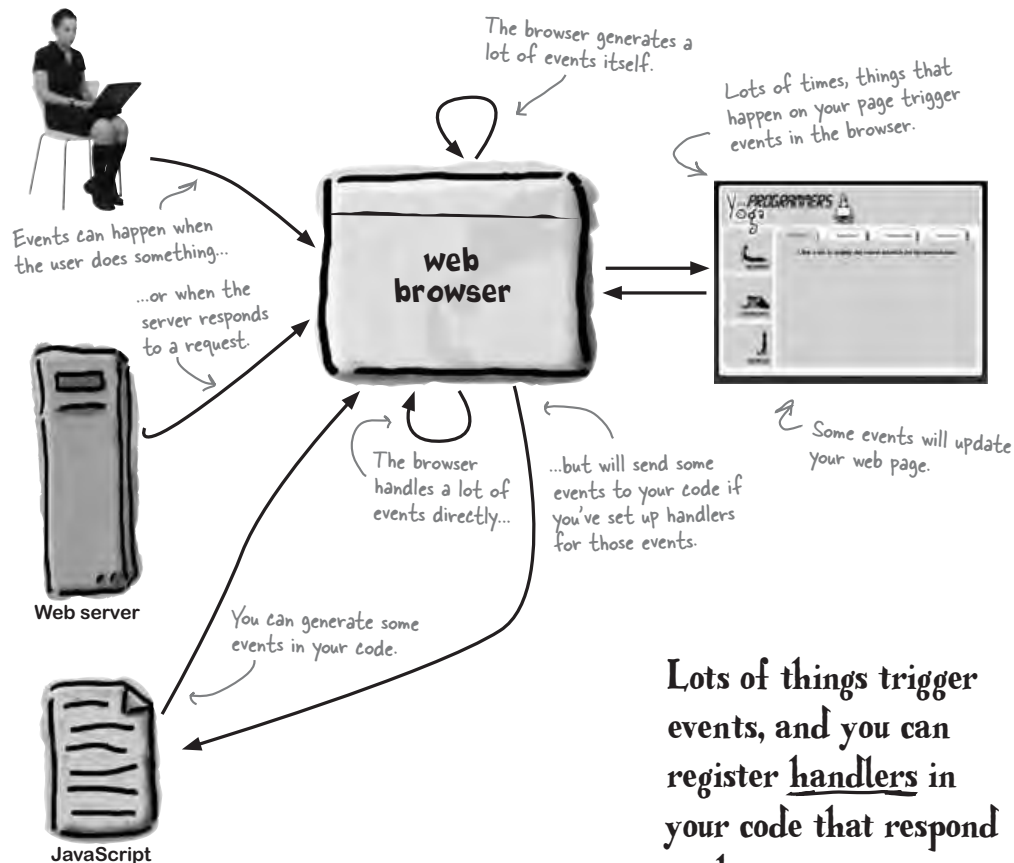 The browser generates a
lot of events itself.
Lots of times, things that
happen on your page trigger
events in the browser.
Yoga PROGRAMMERS
Events can happen when
the user does something...
...or when the
server responds
to a request.
web
browser
Some events will update
your web page.
The browser
handles a lot of
events directly...
...but will send some
events to your code if
you've set up handlers
for those events.
Web server
You can generate some
events in your code.
Lots of things trigger
events, and you can
register handlers in
your code that respond
JavaScript